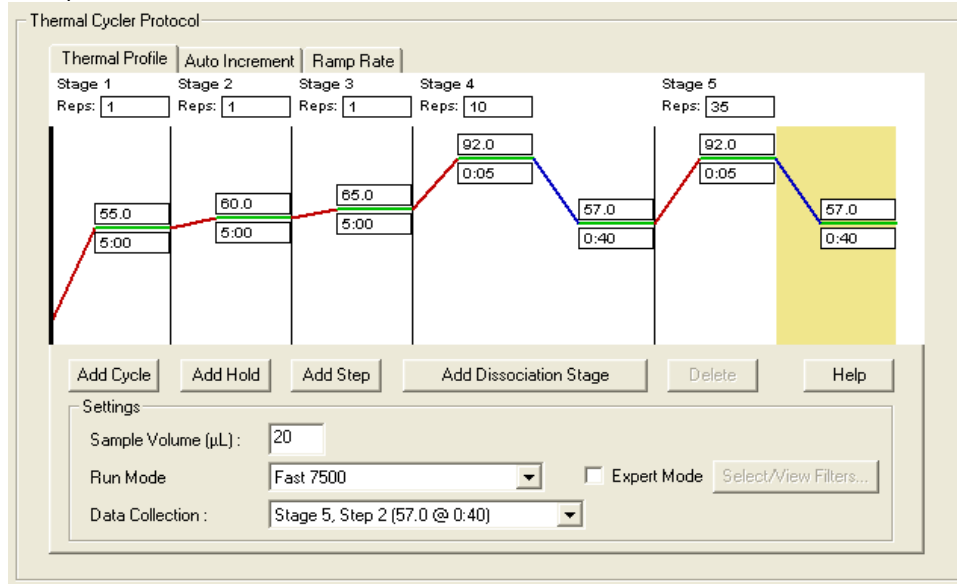 Thermal Cycler Protocol
Thermal Profile Auto Increment Ramp Rate
Stage 1 Stage 2 Stage 3 Stage 4 Stage 5
Reps: 1 Reps: 1 Reps: 1 Reps: 10 Reps: 35
92.0 92.0
0:05 0:05
55.0 60.0 65.0 57.0 57.0
5:00 5:00 5:00 0:40 0:40
Add Cycle Add Hold Add Step Add Dissociation Stage Delete Help
Settings
Sample Volume (µL) : 20
Run Mode Fast 7500 Expert Mode Select/View Filters...
Data Collection : Stage 5, Step 2 (57.0 @ 0:40)